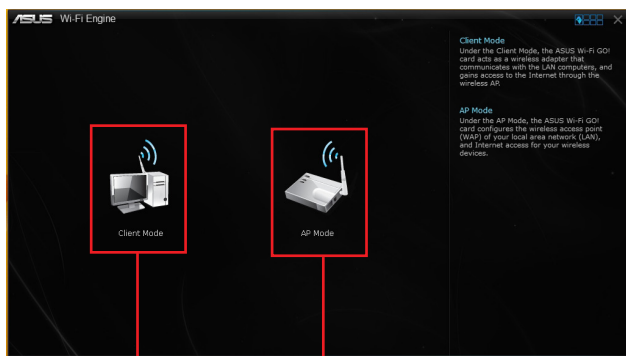 ASUS Wi-Fi Engine
Client Mode
Under the Client Mode, the ASUS Wi-Fi GO!
card acts as a wireless adapter that
communicates with the LAN computers, and
gains access to the Internet through the
wireless AP.
AP Mode
Under the AP Mode, the ASUS Wi-Fi GO!
card configures the wireless access point
(WAP) of your local area network (LAN),
and Internet access for your wireless
devices.
Client Mode
AP Mode